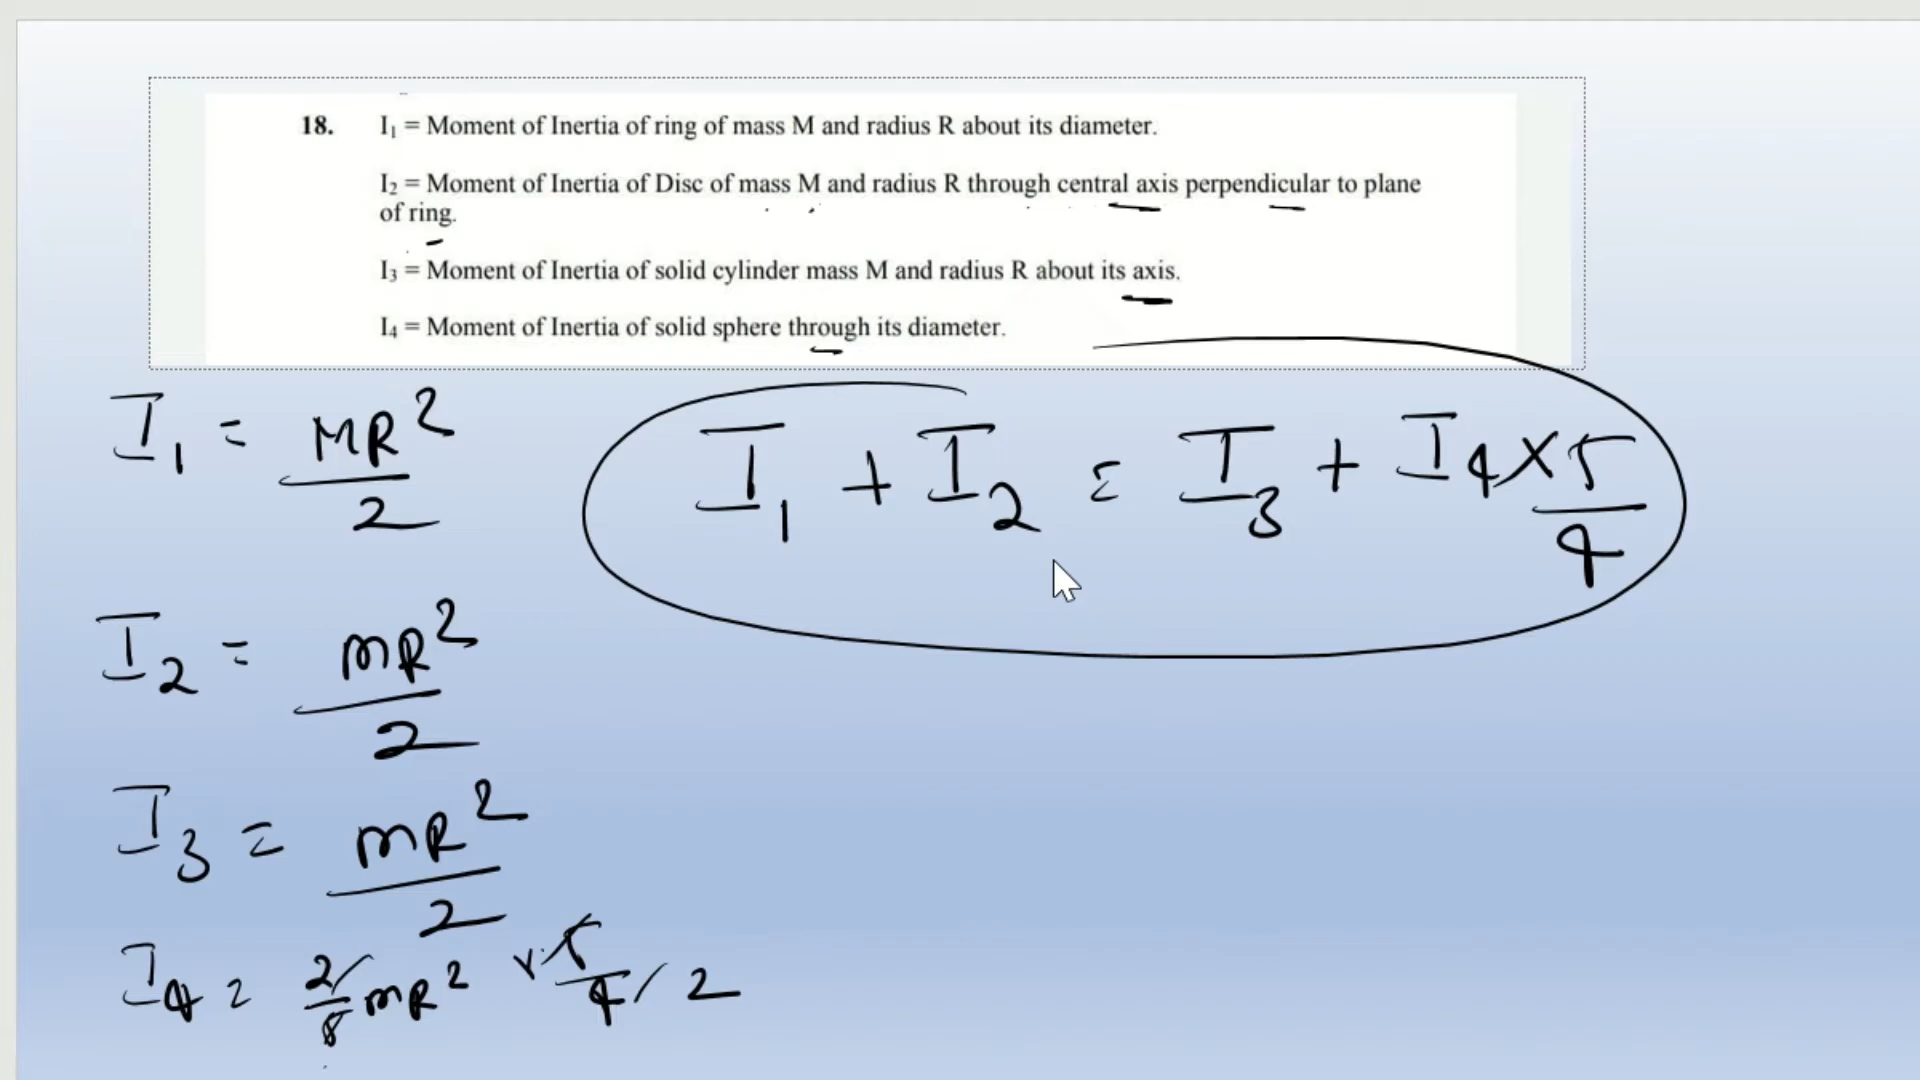 18. I₁ = Moment of Inertia of ring of mass M and radius R about its diameter.
I₂ = Moment of Inertia of Disc of mass M and radius R through central axis perpendicular to plane
of ring.
I₃ = Moment of Inertia of solid cylinder mass M and radius R about its axis.
I₄ = Moment of Inertia of solid sphere through its diameter.
I₁ = MR²/2
I₁ + I₂ = I₃ + I₄ × 5/4
I₂ = mR²/2
I₃ = mR²/2
I₄ = 2/5 mR² × 5/4 / 2